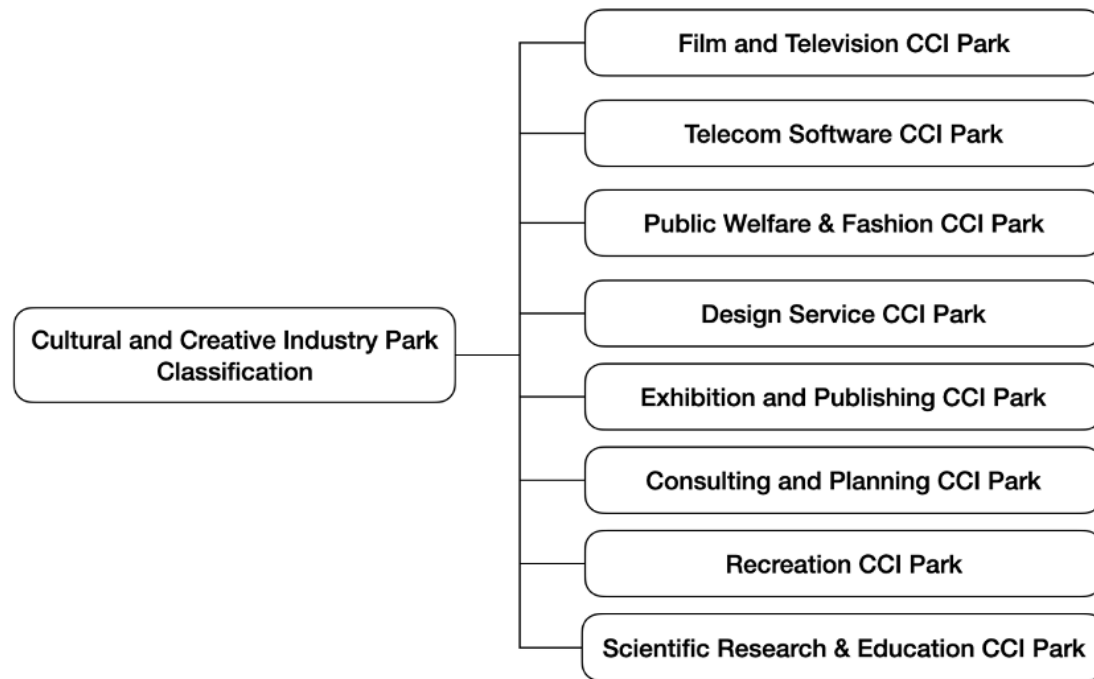 Film and Television CCI Park
Telecom Software CCI Park
Public Welfare & Fashion CCI Park
Design Service CCI Park
Cultural and Creative Industry Park
Classification
Exhibition and Publishing CCI Park
Consulting and Planning CCI Park
Recreation CCI Park
Scientific Research & Education CCI Park